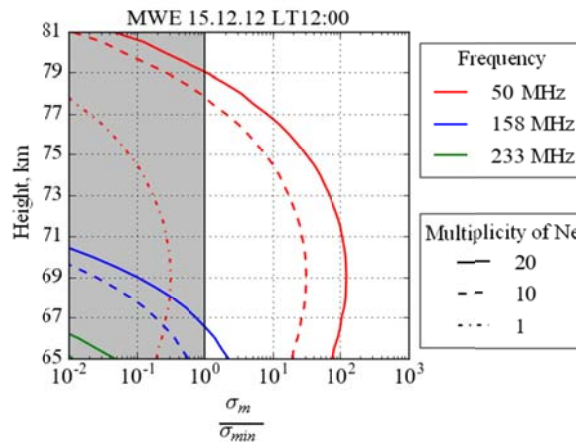 MWE 15.12.12 LT12:00
81
79
77
75
73
71
69
67
65
Height, km
10^-2
10^-1
10^0
10^1
10^2
10^3
σ_m
σ_min
Frequency
50 MHz
158 MHz
233 MHz
Multiplicity of Ne
20
10
1